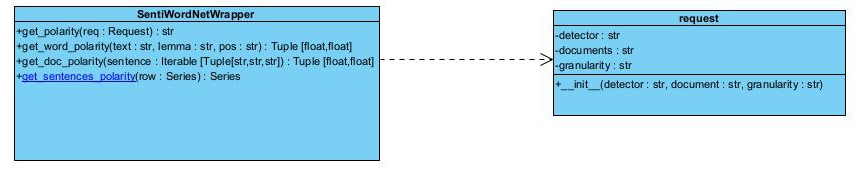 SentiWordNetWrapper
+get_polarity(req : Request) : str
+get_word_polarity(text : str, lemma : str, pos : str) : Tuple [float,float]
+get_doc_polarity(sentence : Iterable [Tuple[str,str,str]) : Tuple [float,float]
+get_sentences_polarity(row : Series) : Series
request
-detector : str
-documents : str
-granularity : str
+__init__(detector : str, document : str, granularity : str)